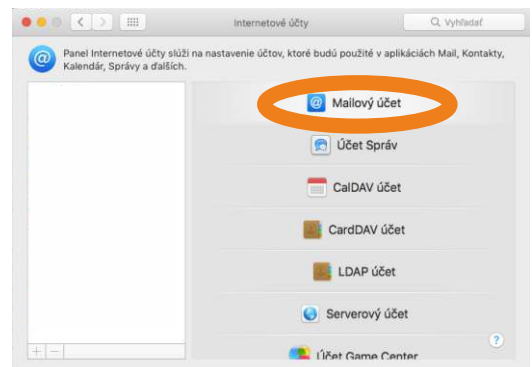 Internetové účty
Vyhľadať
Panel Internetové účty slúži na nastavenie účtov, ktoré budú použité v aplikáciách Mail, Kontakty,
Kalendár, Správy a ďalších.
@ Mailový účet
Účet Správ
CalDAV účet
CardDAV účet
LDAP účet
Serverový účet
?
Účet Game Center
+ −